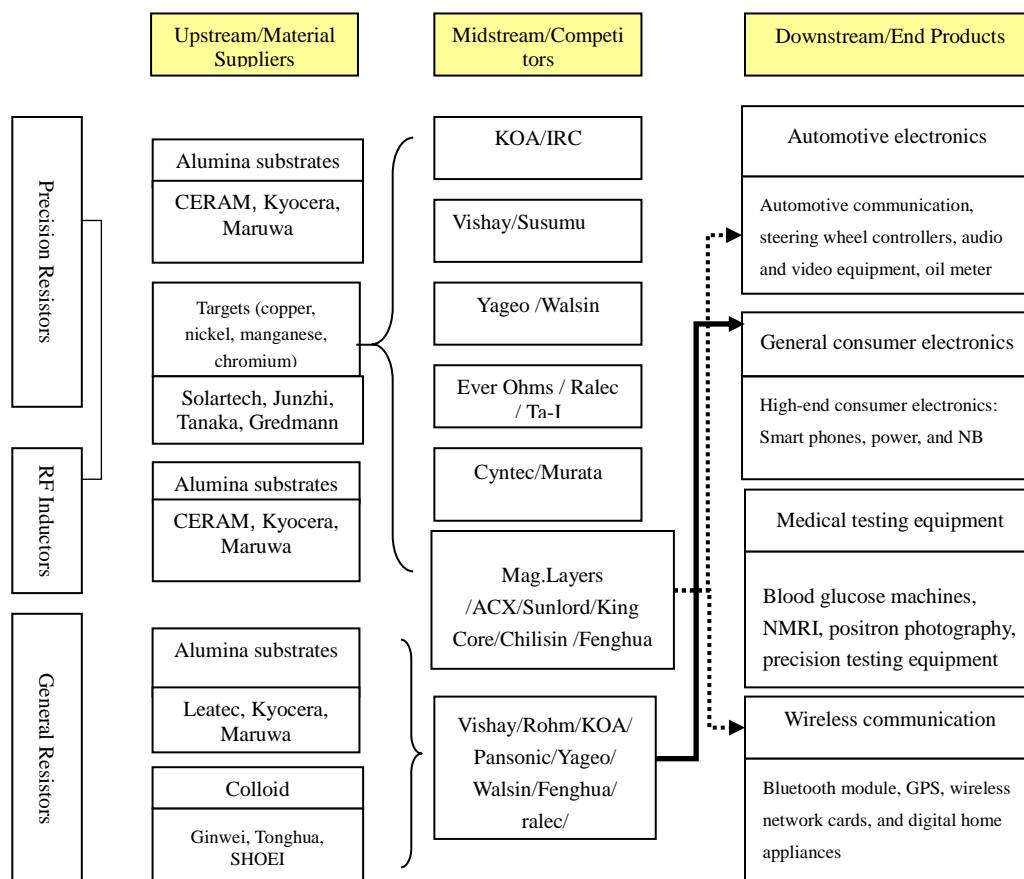 Upstream/Material
Suppliers
Midstream/Competi
tors
Downstream/End Products
Precision Resistors
RF Inductors
General Resistors
Alumina substrates
CERAM, Kyocera,
Maruwa
Targets (copper,
nickel, manganese,
chromium)
Solartech, Junzhi,
Tanaka, Gredmann
Alumina substrates
CERAM, Kyocera,
Maruwa
Alumina substrates
Leatec, Kyocera,
Maruwa
Colloid
Ginwei, Tonghua,
SHOEI
KOA/IRC
Vishay/Susumu
Yageo /Walsin
Ever Ohms / Ralec
/ Ta-I
Cyntec/Murata
Mag.Layers
/ACX/Sunlord/King
Core/Chilisin /Fenghua
Vishay/Rohm/KOA/
Pansonic/Yageo/
Walsin/Fenghua/
ralec/
Automotive electronics
Automotive communication,
steering wheel controllers, audio
and video equipment, oil meter
General consumer electronics
High-end consumer electronics:
Smart phones, power, and NB
Medical testing equipment
Blood glucose machines,
NMRI, positron photography,
precision testing equipment
Wireless communication
Bluetooth module, GPS, wireless
network cards, and digital home
appliances